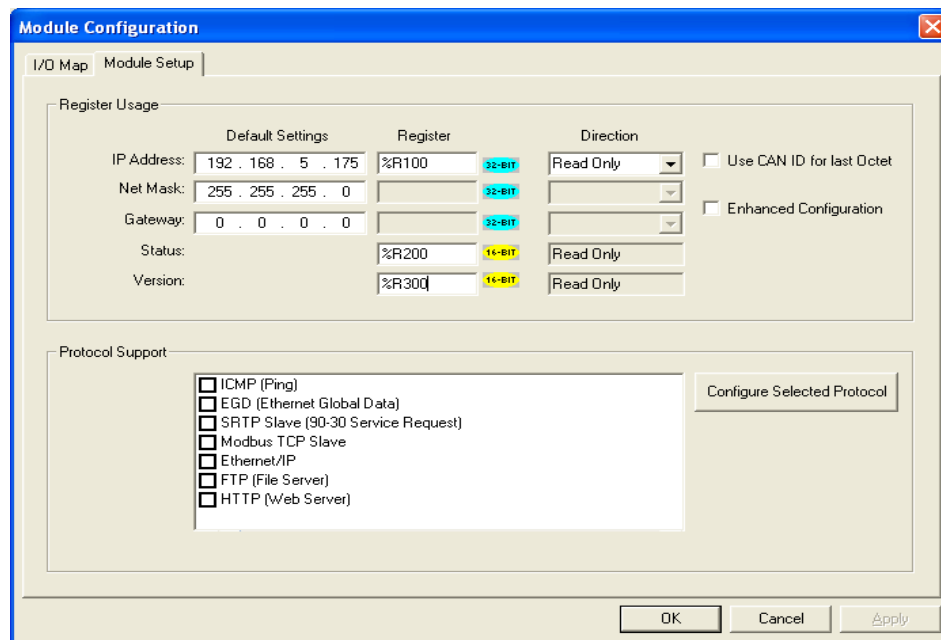 Module Configuration
I/O Map Module Setup
Register Usage
Default Settings Register Direction
IP Address: 192 . 168 . 5 . 175 %R100 32-BIT Read Only Use CAN ID for last Octet
Net Mask: 255 . 255 . 255 . 0 32-BIT
Enhanced Configuration
Gateway: 0 . 0 . 0 . 0 32-BIT
Status: %R200 16-BIT Read Only
Version: %R300 16-BIT Read Only
Protocol Support
ICMP (Ping)
Configure Selected Protocol
EGD (Ethernet Global Data)
SRTP Slave (90-30 Service Request)
Modbus TCP Slave
Ethernet/IP
FTP (File Server)
HTTP (Web Server)
OK Cancel Apply